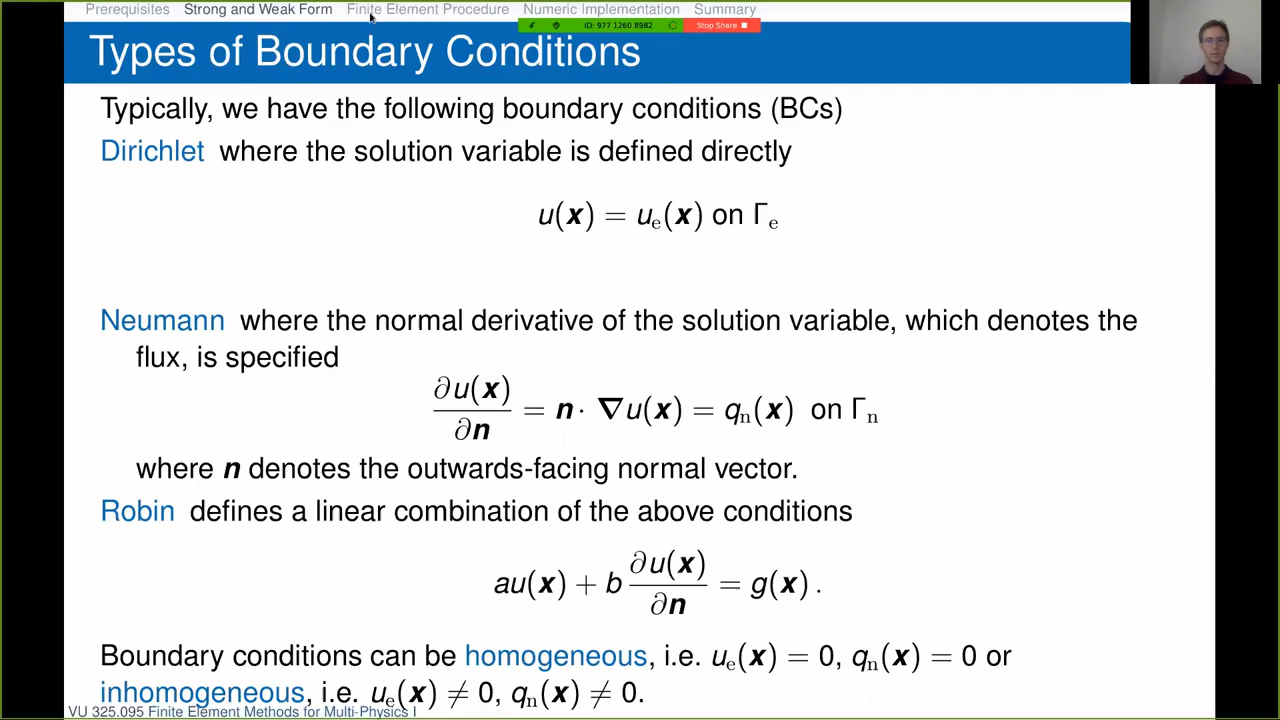 Prerequisites Strong and Weak Form Finite Element Procedure Numeric Implementation Summary
ID: 977 1260 8982 Stop Share
Types of Boundary Conditions
Typically, we have the following boundary conditions (BCs)
Dirichlet where the solution variable is defined directly
u(x) = uₑ(x) on Γₑ
Neumann where the normal derivative of the solution variable, which denotes the
flux, is specified
∂u(x)/∂n = n · ∇u(x) = qₙ(x) on Γₙ
where n denotes the outwards-facing normal vector.
Robin defines a linear combination of the above conditions
au(x) + b ∂u(x)/∂n = g(x) .
Boundary conditions can be homogeneous, i.e. uₑ(x) = 0, qₙ(x) = 0 or
inhomogeneous, i.e. uₑ(x) ≠ 0, qₙ(x) ≠ 0.
VU 325.095 Finite Element Methods for Multi-Physics I